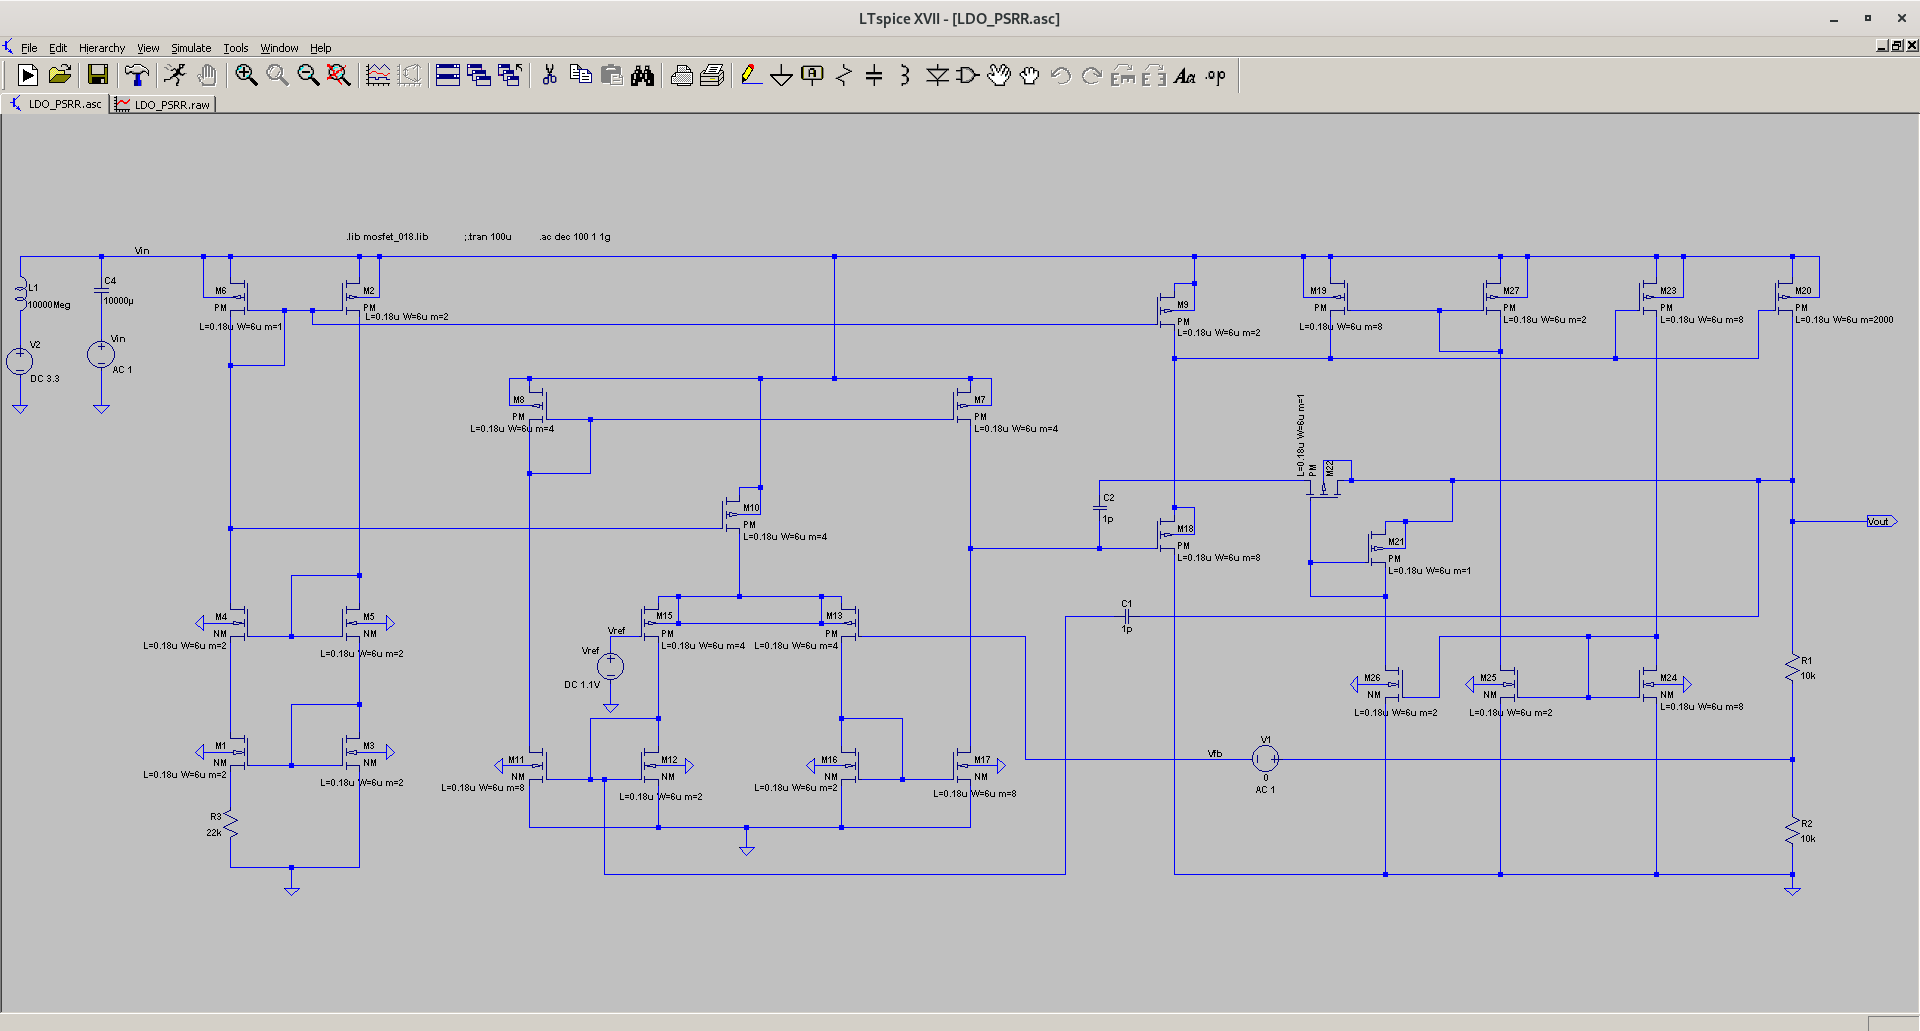 LTspice XVII - [LDO_PSRR.asc]
File Edit Hierarchy View Simulate Tools Window Help
.op
LDO_PSRR.asc LDO_PSRR.raw
.lib mosfet_018.lib ;.tran 100u .ac dec 100 1 1g
Vin
L1
10000Meg
C4
10000µ
V2
DC 3.3
Vin
AC 1
M6
PM
L=0.18u W=6u m=1
M2
PM
L=0.18u W=6u m=2
M9
PM
L=0.18u W=6u m=2
M19
PM
L=0.18u W=6u m=8
M27
PM
L=0.18u W=6u m=2
M23
PM
L=0.18u W=6u m=8
M20
PM
L=0.18u W=6u m=2000
M8
PM
L=0.18u W=6u m=4
M7
PM
L=0.18u W=6u m=4
M10
PM
L=0.18u W=6u m=4
C2
1p
M18
PM
L=0.18u W=6u m=8
M22
PM
L=0.18u W=6u m=1
M21
PM
L=0.18u W=6u m=1
Vout
M4
NM
L=0.18u W=6u m=2
M5
NM
L=0.18u W=6u m=2
Vref
Vref
DC 1.1V
M15
PM
L=0.18u W=6u m=4
M13
PM
L=0.18u W=6u m=4
C1
1p
M26
NM
L=0.18u W=6u m=2
M25
NM
L=0.18u W=6u m=2
M24
NM
L=0.18u W=6u m=8
R1
10k
M1
NM
L=0.18u W=6u m=2
M3
NM
L=0.18u W=6u m=2
M11
NM
L=0.18u W=6u m=8
M12
NM
L=0.18u W=6u m=2
M16
NM
L=0.18u W=6u m=2
M17
NM
L=0.18u W=6u m=8
Vfb
V1
0
AC 1
R3
22k
R2
10k